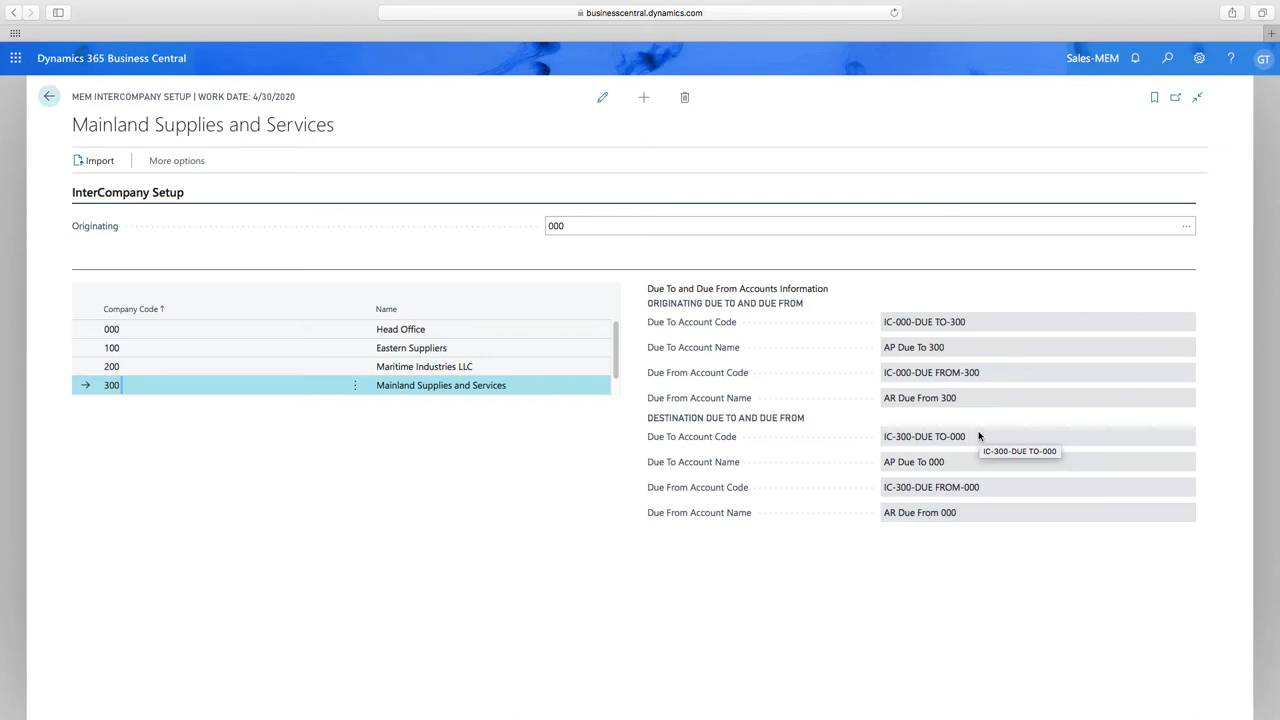 businesscentral.dynamics.com
Dynamics 365 Business Central
Sales-MEM
?
GT
MEM INTERCOMPANY SETUP | WORK DATE: 4/30/2020
Mainland Supplies and Services
Import
More options
InterCompany Setup
Originating
000
Company Code ↑
Name
000
Head Office
100
Eastern Suppliers
200
Maritime Industries LLC
300
Mainland Supplies and Services
Due To and Due From Accounts Information
ORIGINATING DUE TO AND DUE FROM
Due To Account Code
IC-000-DUE TO-300
Due To Account Name
AP Due To 300
Due From Account Code
IC-000-DUE FROM-300
Due From Account Name
AR Due From 300
DESTINATION DUE TO AND DUE FROM
Due To Account Code
IC-300-DUE TO-000
IC-300-DUE TO-000
Due To Account Name
AP Due To 000
Due From Account Code
IC-300-DUE FROM-000
Due From Account Name
AR Due From 000